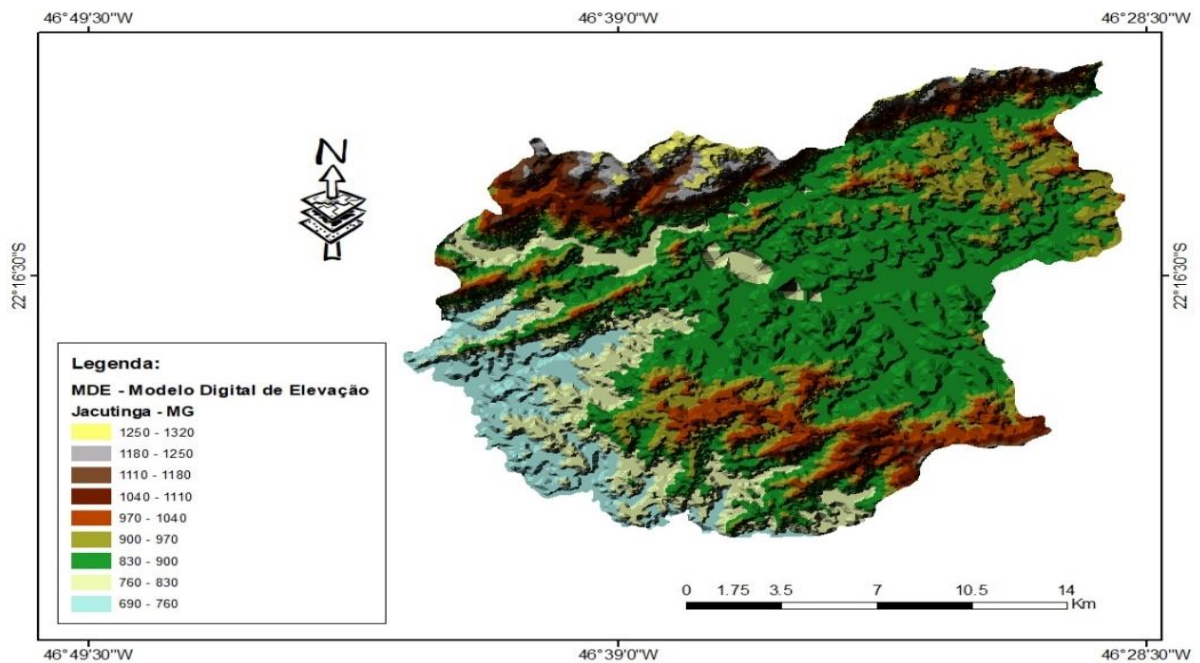 46°49'30"W 46°39'0"W 46°28'30"W
N
22°16'30"S 22°16'30"S
Legenda:
MDE - Modelo Digital de Elevação
Jacutinga - MG
1250 - 1320
1180 - 1250
1110 - 1180
1040 - 1110
970 - 1040
900 - 970
830 - 900
760 - 830
690 - 760
0 1.75 3.5 7 10.5 14
Km
46°49'30"W 46°39'0"W 46°28'30"W